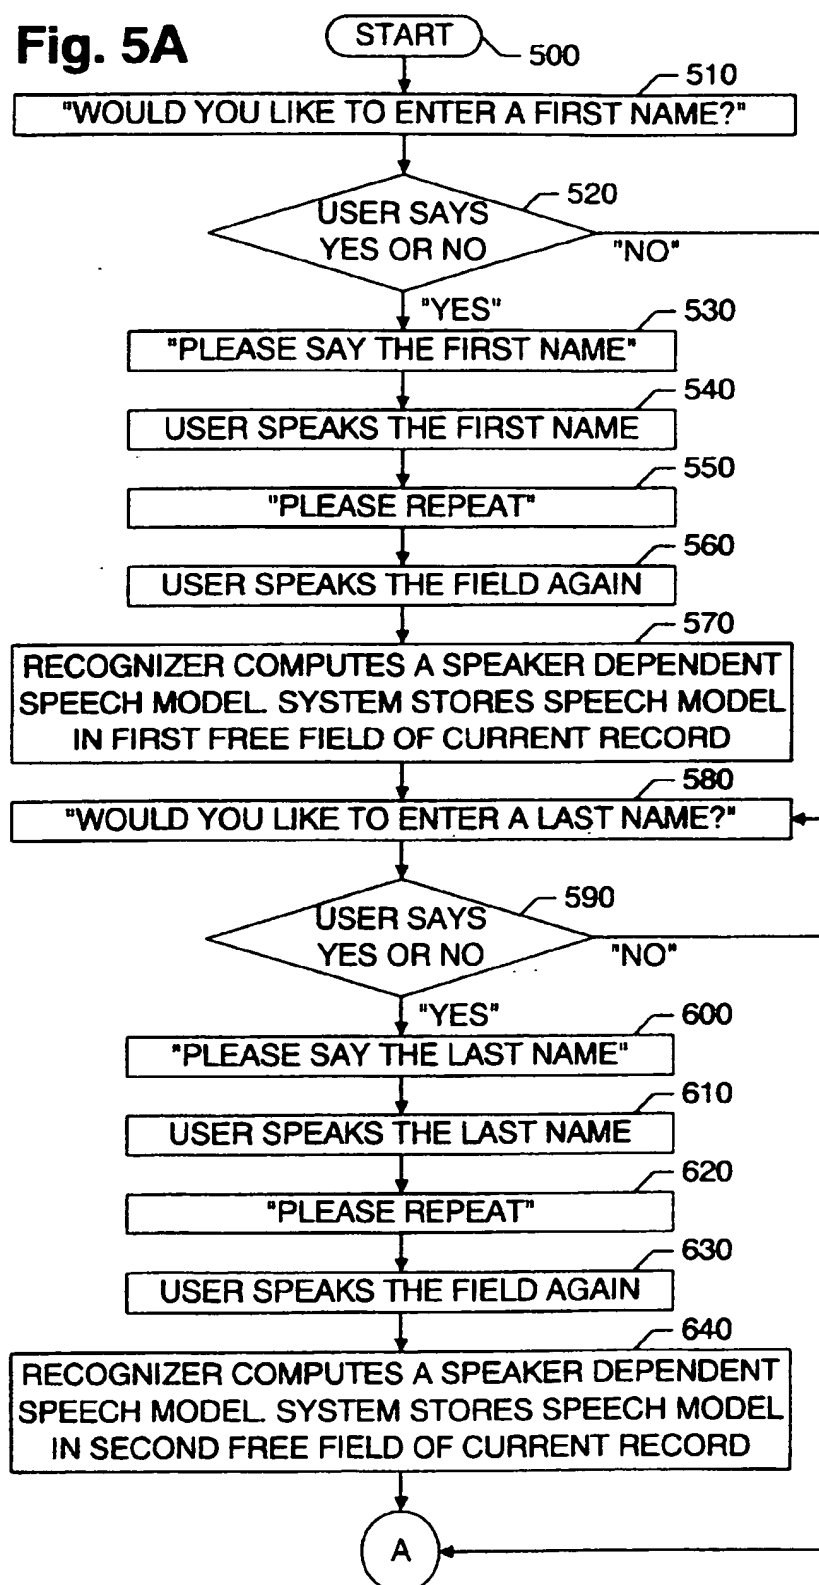 Fig. 5A
START
500
510
"WOULD YOU LIKE TO ENTER A FIRST NAME?"
520
USER SAYS
YES OR NO
"NO"
"YES"
530
"PLEASE SAY THE FIRST NAME"
540
USER SPEAKS THE FIRST NAME
550
"PLEASE REPEAT"
560
USER SPEAKS THE FIELD AGAIN
570
RECOGNIZER COMPUTES A SPEAKER DEPENDENT
SPEECH MODEL. SYSTEM STORES SPEECH MODEL
IN FIRST FREE FIELD OF CURRENT RECORD
580
"WOULD YOU LIKE TO ENTER A LAST NAME?"
590
USER SAYS
YES OR NO
"NO"
"YES"
600
"PLEASE SAY THE LAST NAME"
610
USER SPEAKS THE LAST NAME
620
"PLEASE REPEAT"
630
USER SPEAKS THE FIELD AGAIN
640
RECOGNIZER COMPUTES A SPEAKER DEPENDENT
SPEECH MODEL. SYSTEM STORES SPEECH MODEL
IN SECOND FREE FIELD OF CURRENT RECORD
A